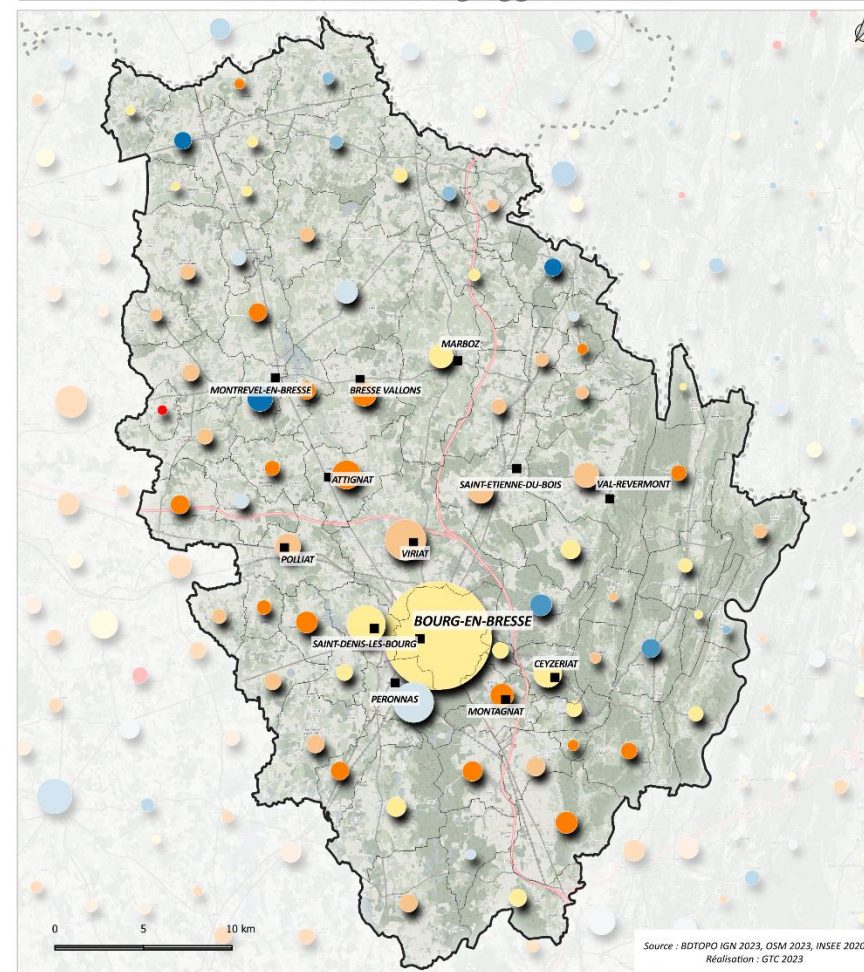 MARBOZ
MONTREVEL-EN-BRESSE
BRESSE VALLONS
ATTIGNAT
SAINT-ETIENNE-DU-BOIS
VAL-REVERMONT
POLLIAT
VIRIAT
BOURG-EN-BRESSE
SAINT-DENIS-LES-BOURG
CEYZERIAT
PERONNAS
MONTAGNAT
0 5 10 km
Source : BDTOPO IGN 2023, OSM 2023, INSEE 2020
Réalisation : GTC 2023